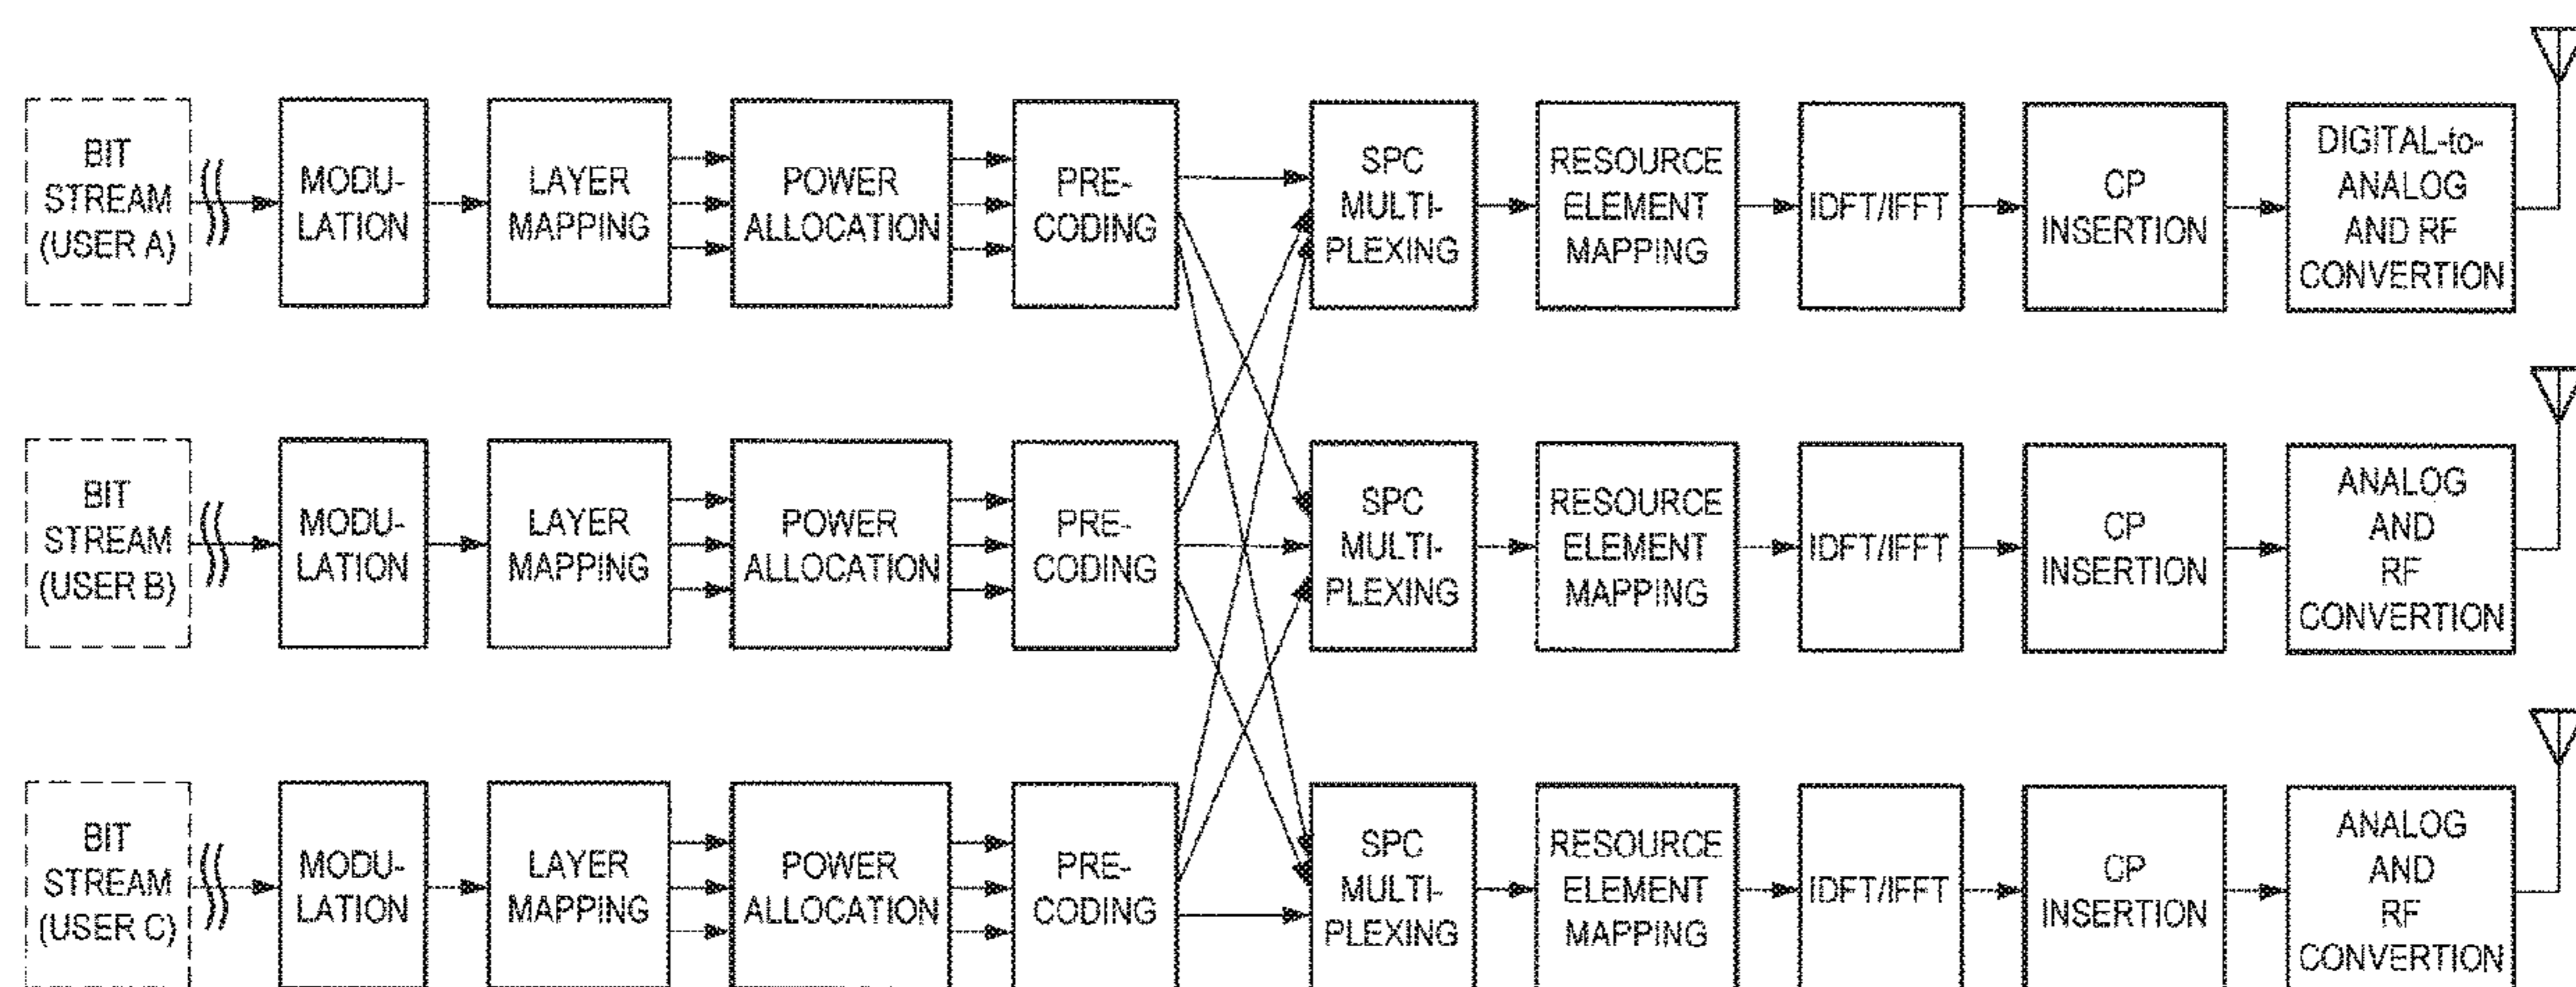 BIT
STREAM
(USER A)
MODU-
LATION
LAYER
MAPPING
POWER
ALLOCATION
PRE-
CODING
SPC
MULTI-
PLEXING
RESOURCE
ELEMENT
MAPPING
IDFT/IFFT
CP
INSERTION
DIGITAL-to-
ANALOG
AND RF
CONVERTION
BIT
STREAM
(USER B)
MODU-
LATION
LAYER
MAPPING
POWER
ALLOCATION
PRE-
CODING
SPC
MULTI-
PLEXING
RESOURCE
ELEMENT
MAPPING
IDFT/IFFT
CP
INSERTION
ANALOG
AND
RF
CONVERTION
BIT
STREAM
(USER C)
MODU-
LATION
LAYER
MAPPING
POWER
ALLOCATION
PRE-
CODING
SPC
MULTI-
PLEXING
RESOURCE
ELEMENT
MAPPING
IDFT/IFFT
CP
INSERTION
ANALOG
AND
RF
CONVERTION